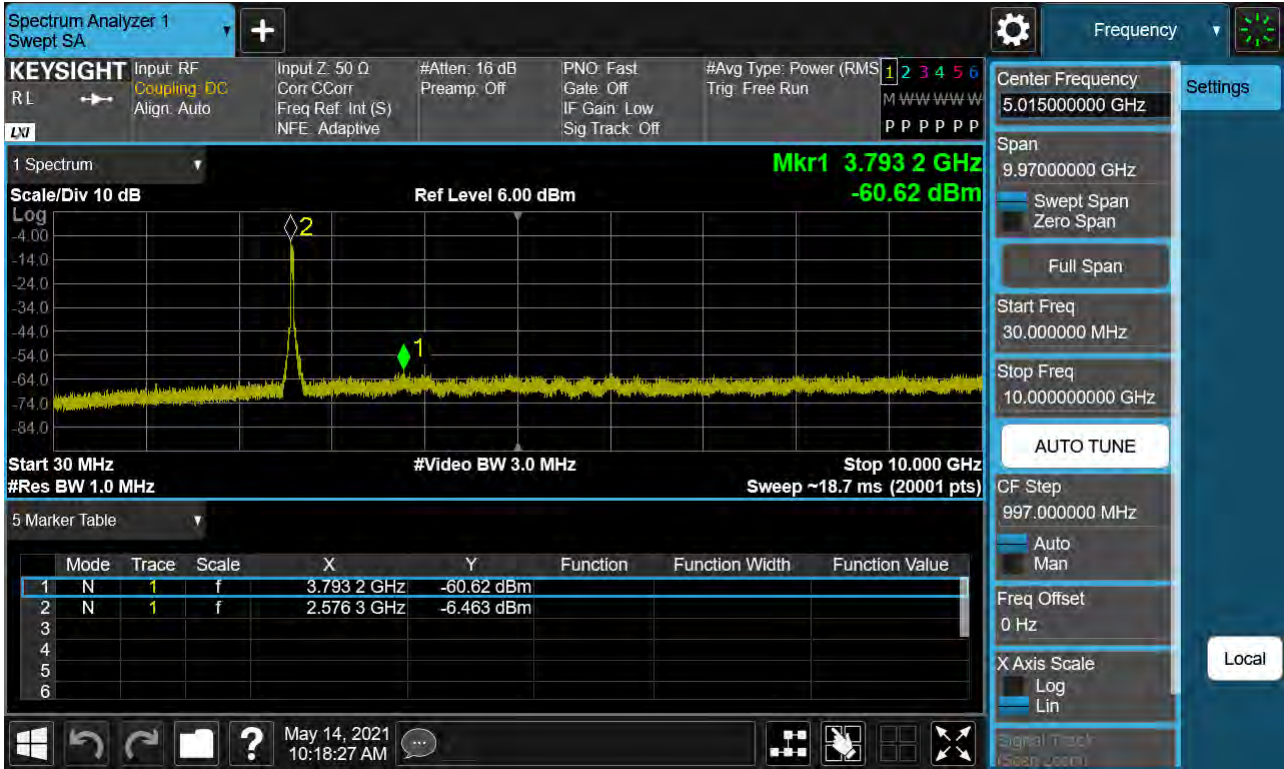 Spectrum Analyzer 1
Swept SA
Frequency
KEYSIGHT
R L
LXI
Input: RF
Coupling: DC
Align: Auto
Input Z: 50 Ω
Corr CCorr
Freq Ref: Int (S)
NFE: Adaptive
#Atten: 16 dB
Preamp: Off
PNO: Fast
Gate: Off
IF Gain: Low
Sig Track: Off
#Avg Type: Power (RMS
Trig: Free Run
1 2 3 4 5 6
M W W W W W
P P P P P P
1 Spectrum
Scale/Div 10 dB
Ref Level 6.00 dBm
Mkr1 3.793 2 GHz
-60.62 dBm
Log
-4.00
-14.0
-24.0
-34.0
-44.0
-54.0
-64.0
-74.0
-84.0
2
1
Start 30 MHz
#Video BW 3.0 MHz
Stop 10.000 GHz
#Res BW 1.0 MHz
Sweep ~18.7 ms (20001 pts)
5 Marker Table
Mode Trace Scale X Y Function Function Width Function Value
1 N 1 f 3.793 2 GHz -60.62 dBm
2 N 1 f 2.576 3 GHz -6.463 dBm
3
4
5
6
?
May 14, 2021
10:18:27 AM
Center Frequency
5.015000000 GHz
Span
9.97000000 GHz
Swept Span
Zero Span
Full Span
Start Freq
30.000000 MHz
Stop Freq
10.000000000 GHz
AUTO TUNE
CF Step
997.000000 MHz
Auto
Man
Freq Offset
0 Hz
X Axis Scale
Log
Lin
Signal Track
(Span Zoom)
Settings
Local